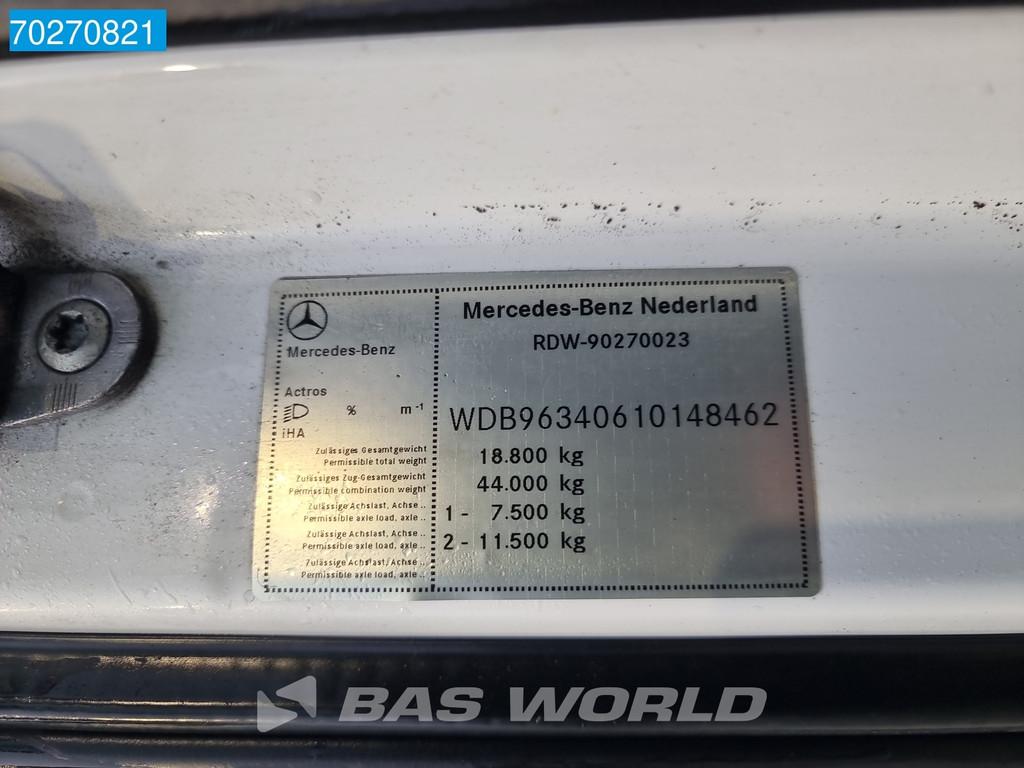 70270821
Mercedes-Benz
Mercedes-Benz Nederland
RDW-90270023
Actros
% m-1
iHA
WDB96340610148462
Zulässiges Gesamtgewicht
Permissible total weight
18.800 kg
Zulässiges Zug-Gesamtgewicht
Permissible combination weight
44.000 kg
Zulässige Achslast, Achse ..
Permissible axle load, axle ..
1 - 7.500 kg
Zulässige Achslast, Achse ..
Permissible axle load, axle ..
2 - 11.500 kg
Zulässige Achslast, Achse ..
Permissible axle load, axle ..
BAS WORLD